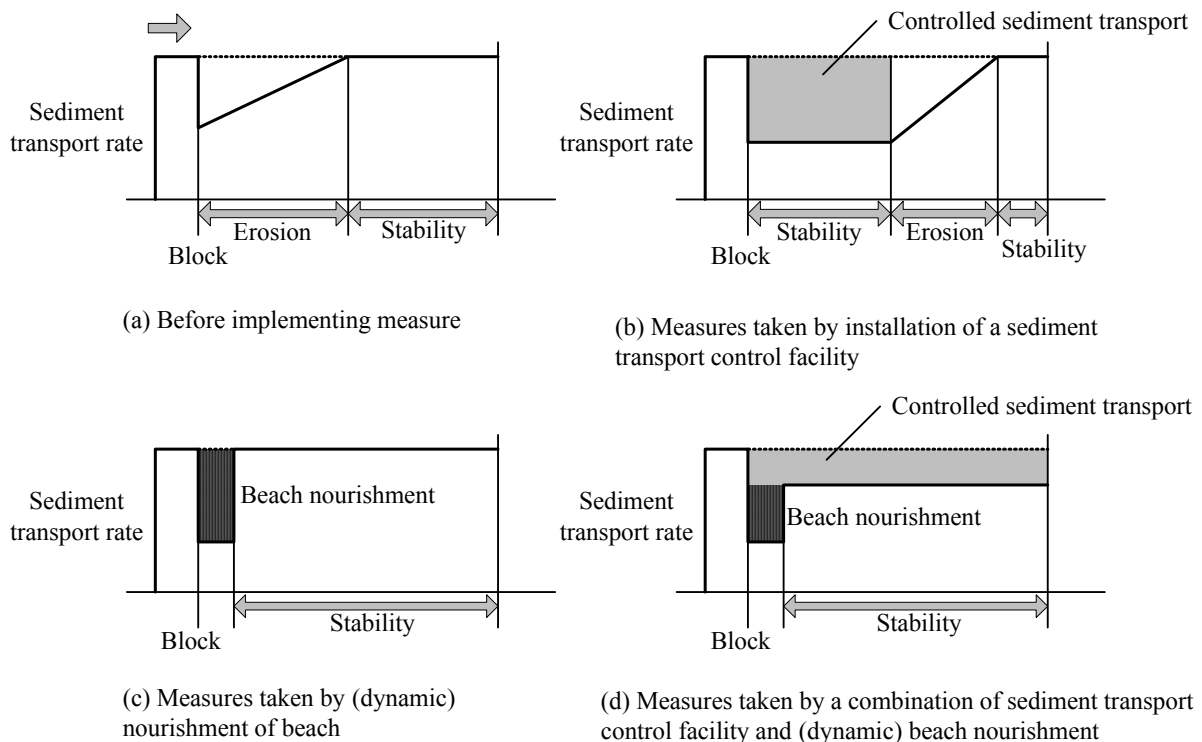 Sediment
transport rate
Erosion
Stability
Block
(a) Before implementing measure
Controlled sediment transport
Sediment
transport rate
Stability
Erosion
Stability
Block
(b) Measures taken by installation of a sediment
transport control facility
Sediment
transport rate
Beach nourishment
Stability
Block
(c) Measures taken by (dynamic)
nourishment of beach
Controlled sediment transport
Sediment
transport rate
Beach nourishment
Stability
Block
(d) Measures taken by a combination of sediment transport
control facility and (dynamic) beach nourishment